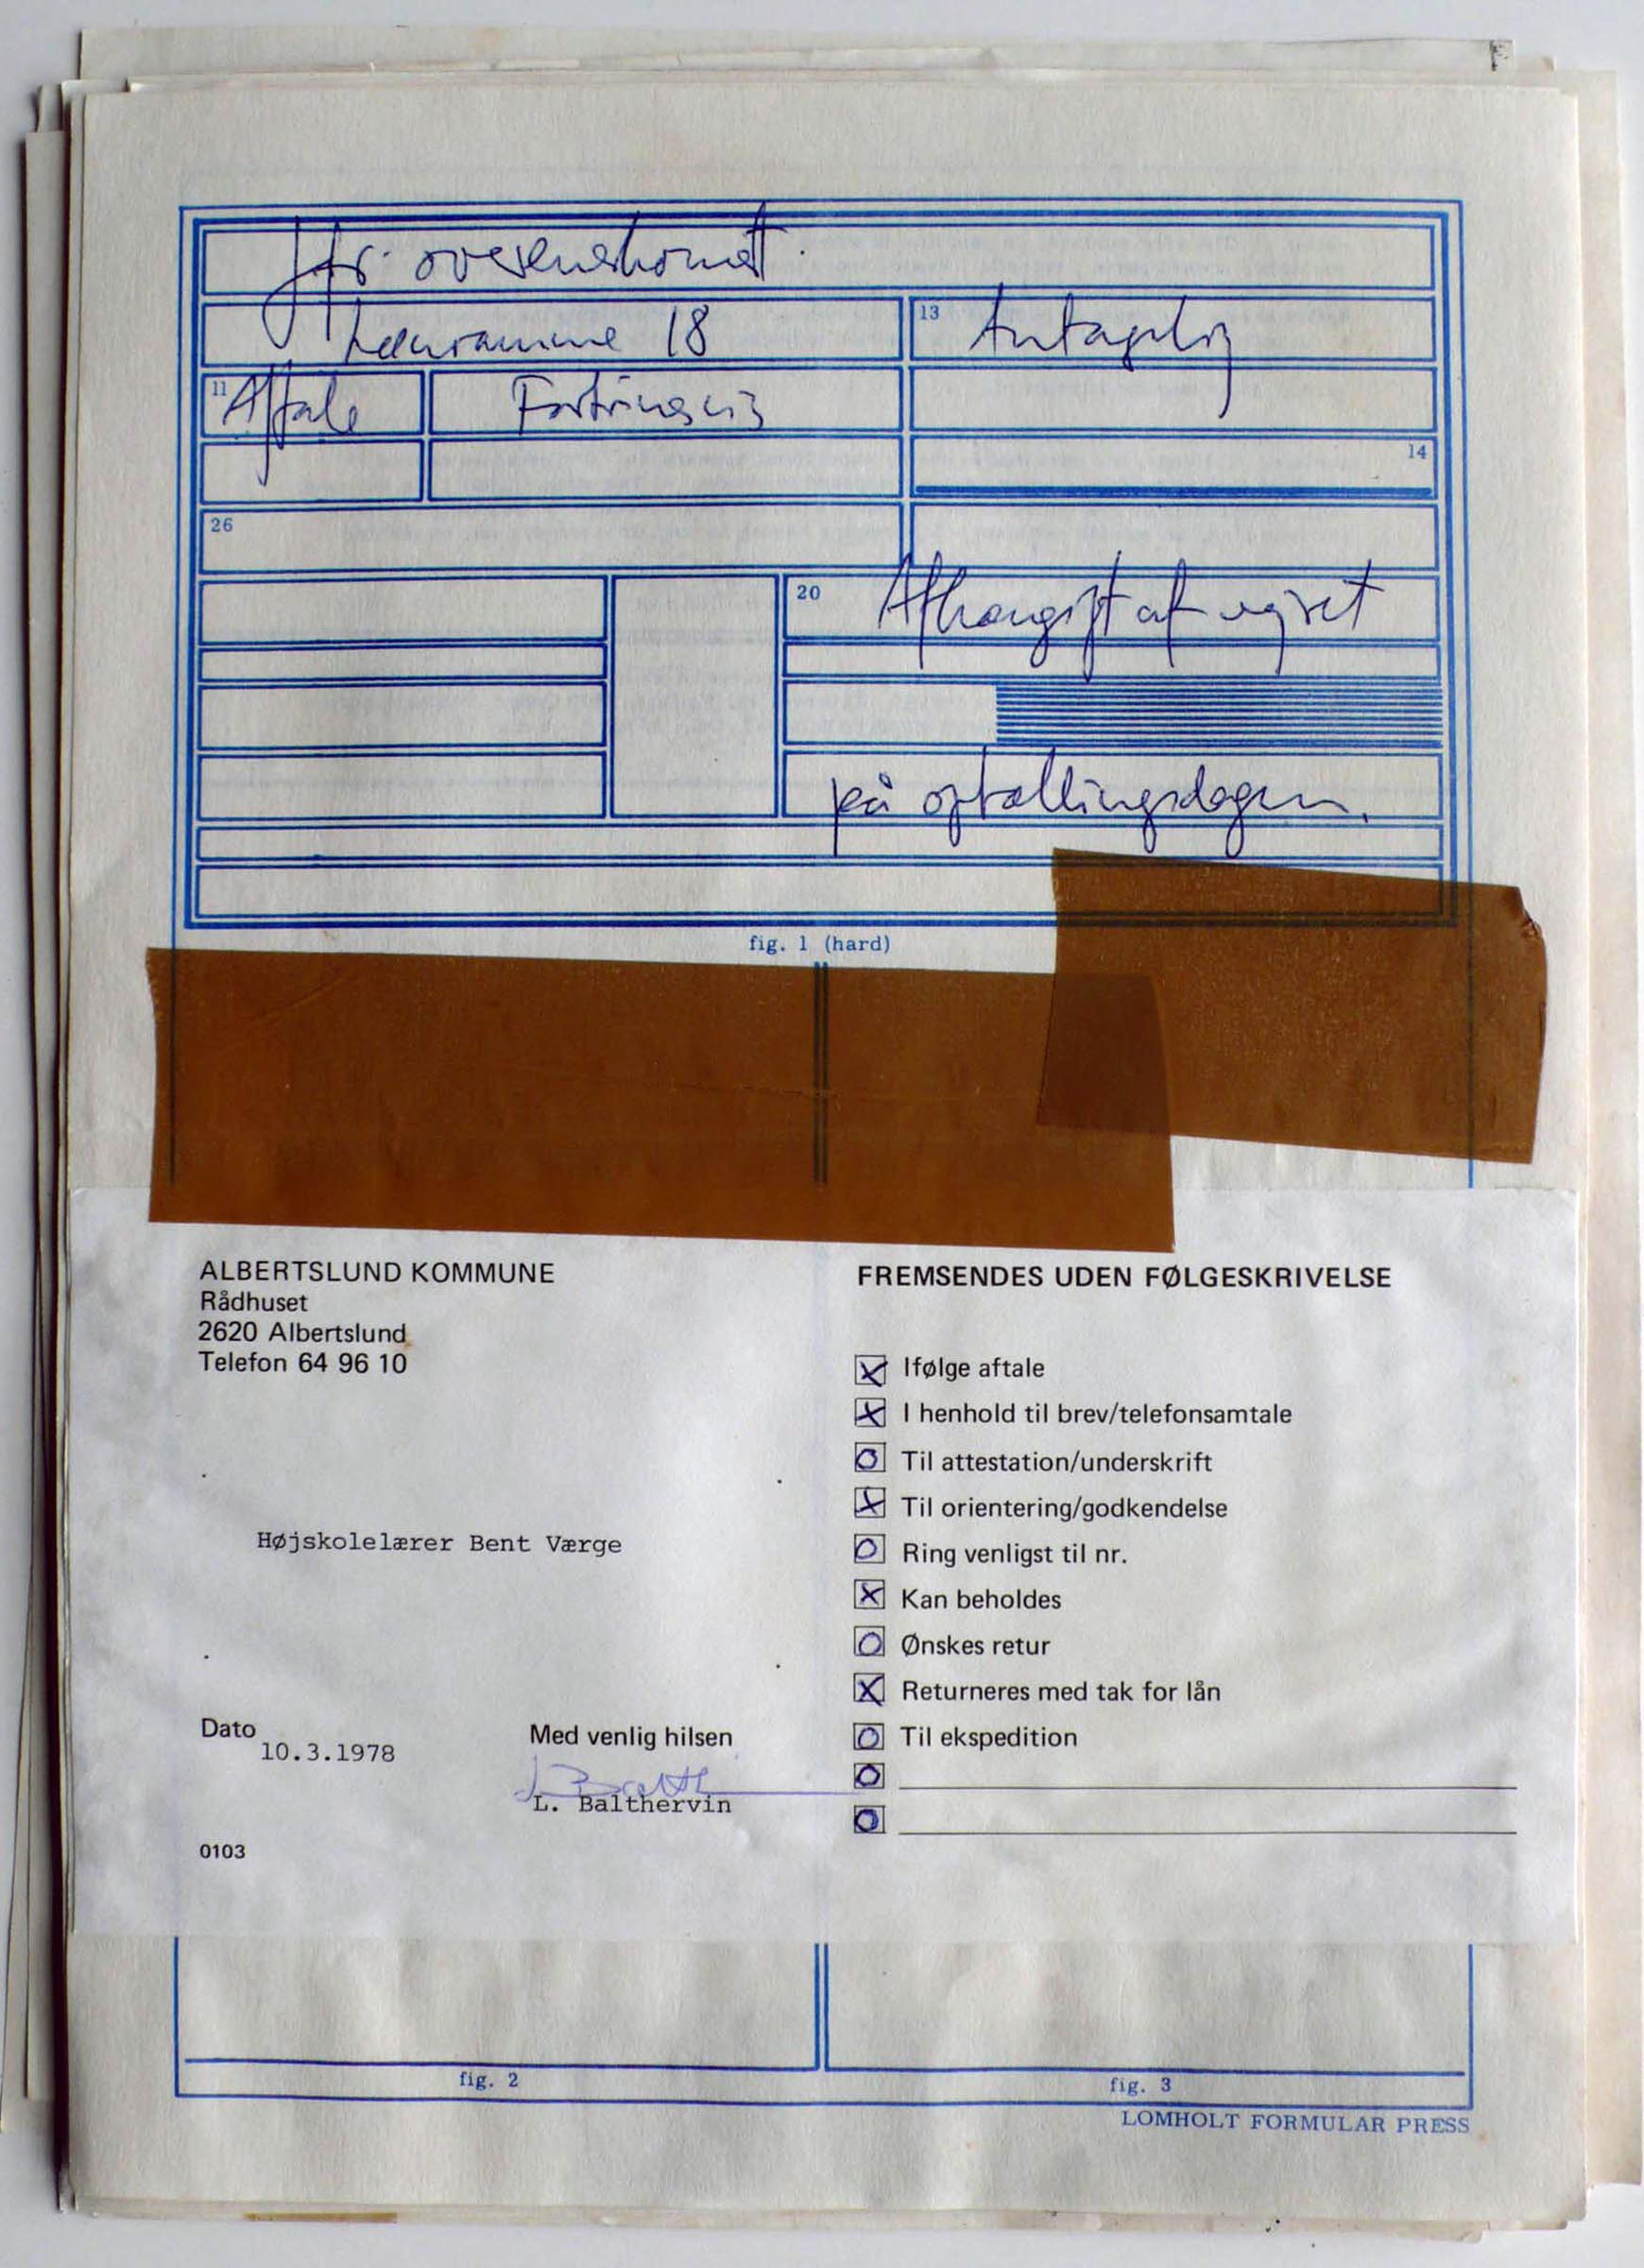 Jfr. overenskomst
18
13
Antagelig
11
Aftale
Fortrinsvis
14
26
20
Afhængigt af vejret
på optællingsdagen.
fig. 1 (hard)
ALBERTSLUND KOMMUNE
Rådhuset
2620 Albertslund
Telefon 64 96 10
Højskolelærer Bent Værge
Dato
10.3.1978
Med venlig hilsen
L. Balthervin
0103
FREMSENDES UDEN FØLGESKRIVELSE
Ifølge aftale
I henhold til brev/telefonsamtale
Til attestation/underskrift
Til orientering/godkendelse
Ring venligst til nr.
Kan beholdes
Ønskes retur
Returneres med tak for lån
Til ekspedition
fig. 2
fig. 3
LOMHOLT FORMULAR PRESS